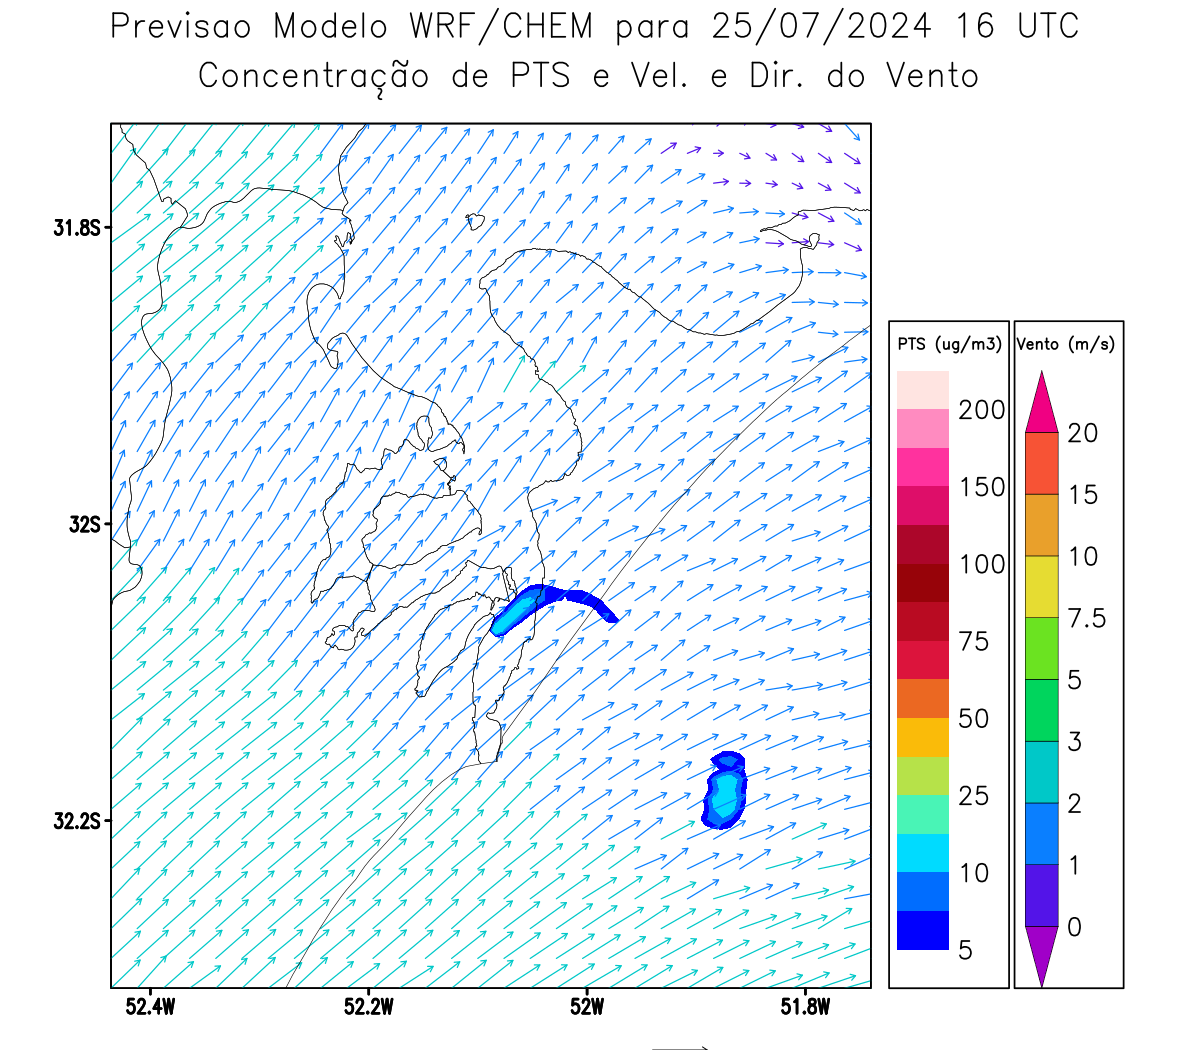 Previsao Modelo WRF/CHEM para 25/07/2024 16 UTC
Concentração de PTS e Vel. e Dir. do Vento
31.8S
32S
32.2S
52.4W 52.2W 52W 51.8W
PTS (ug/m3)
200
150
100
75
50
25
10
5
Vento (m/s)
20
15
10
7.5
5
3
2
1
0